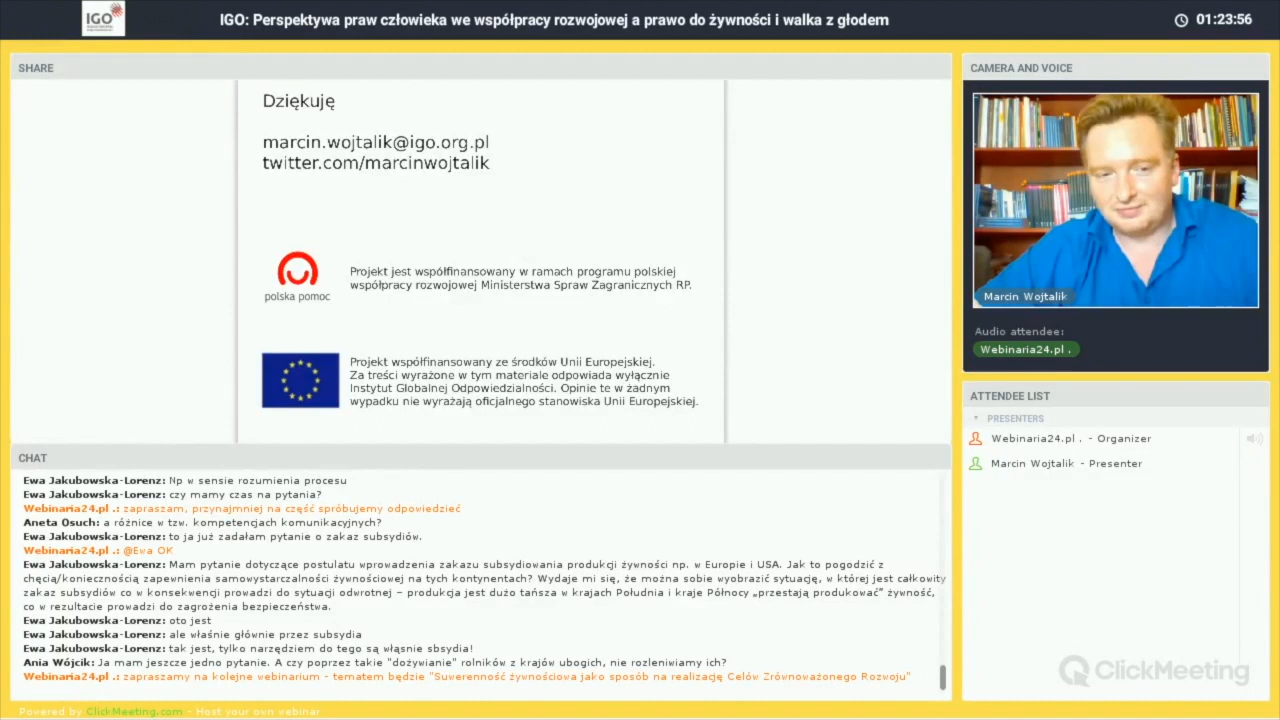 IGO
IGO: Perspektywa praw człowieka we współpracy rozwojowej a prawo do żywności i walka z głodem
01:23:56
SHARE
Dziękuję
marcin.wojtalik@igo.org.pl
twitter.com/marcinwojtalik
polska pomoc
Projekt jest współfinansowany w ramach programu polskiej
współpracy rozwojowej Ministerstwa Spraw Zagranicznych RP.
Projekt współfinansowany ze środków Unii Europejskiej.
Za treści wyrażone w tym materiale odpowiada wyłącznie
Instytut Globalnej Odpowiedzialności. Opinie te w żadnym
wypadku nie wyrażają oficjalnego stanowiska Unii Europejskiej.
CHAT
Ewa Jakubowska-Lorenz: Np w sensie rozumienia procesu
Ewa Jakubowska-Lorenz: czy mamy czas na pytania?
Webinaria24.pl .: zapraszam, przynajmniej na część spróbujemy odpowiedzieć
Aneta Osuch: a różnice w tzw. kompetencjach komunikacyjnych?
Ewa Jakubowska-Lorenz: to ja już zadałam pytanie o zakaz subsydiów.
Webinaria24.pl .: @Ewa OK
Ewa Jakubowska-Lorenz: Mam pytanie dotyczące postulatu wprowadzenia zakazu subsydiowania produkcji żywności np. w Europie i USA. Jak to pogodzić z
chęcią/koniecznością zapewnienia samowystarczalności żywnościowej na tych kontynentach? Wydaje mi się, że można sobie wyobrazić sytuację, w której jest całkowity
zakaz subsydiów co w konsekwencji prowadzi do sytuacji odwrotnej – produkcja jest dużo tańsza w krajach Południa i kraje Północy „przestają produkować” żywność,
co w rezultacie prowadzi do zagrożenia bezpieczeństwa.
Ewa Jakubowska-Lorenz: oto jest
Ewa Jakubowska-Lorenz: ale właśnie głównie przez subsydia
Ewa Jakubowska-Lorenz: tak jest, tylko narzędziem do tego są włąsnie sbsydia!
Ania Wójcik: Ja mam jeszcze jedno pytanie. A czy poprzez takie "dożywianie" rolników z krajów ubogich, nie rozleniwiamy ich?
Webinaria24.pl .: zapraszamy na kolejne webinarium - tematem będzie "Suwerenność żywnościowa jako sposób na realizację Celów Zrównoważonego Rozwoju"
Powered by ClickMeeting.com - Host your own webinar
CAMERA AND VOICE
Marcin Wojtalik
Audio attendee:
Webinaria24.pl .
ATTENDEE LIST
PRESENTERS
Webinaria24.pl . - Organizer
Marcin Wojtalik - Presenter
ClickMeeting